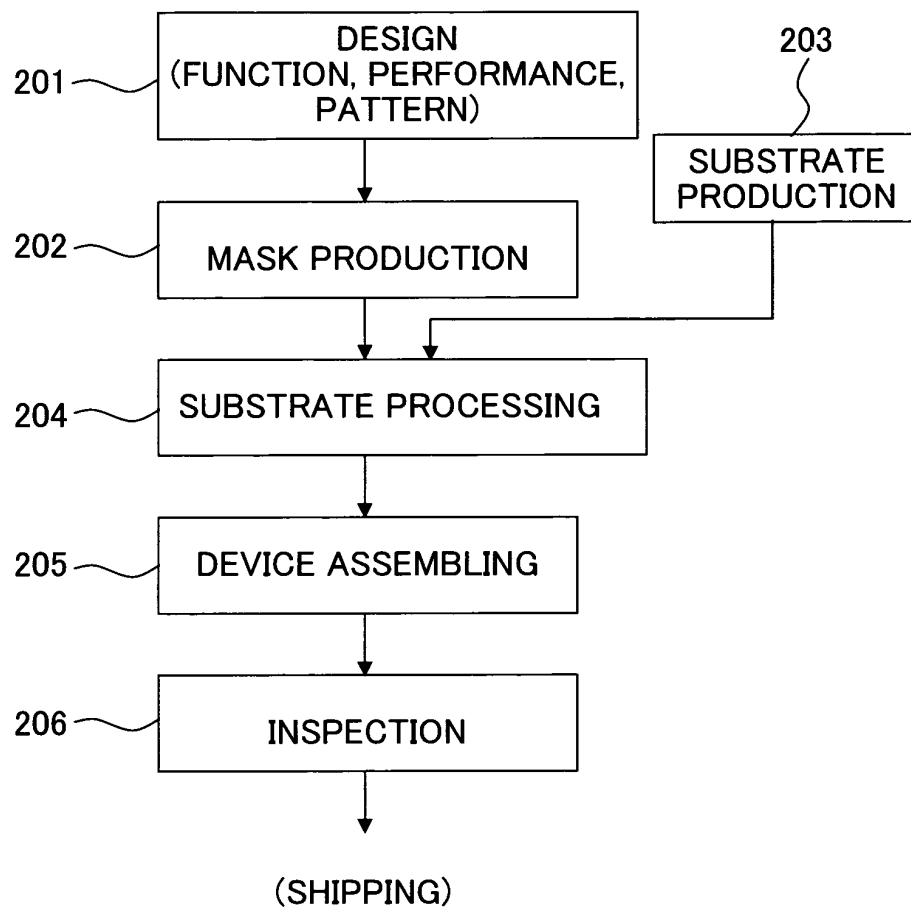 201
DESIGN
(FUNCTION, PERFORMANCE,
PATTERN)
203
SUBSTRATE
PRODUCTION
202
MASK PRODUCTION
204
SUBSTRATE PROCESSING
205
DEVICE ASSEMBLING
206
INSPECTION
(SHIPPING)